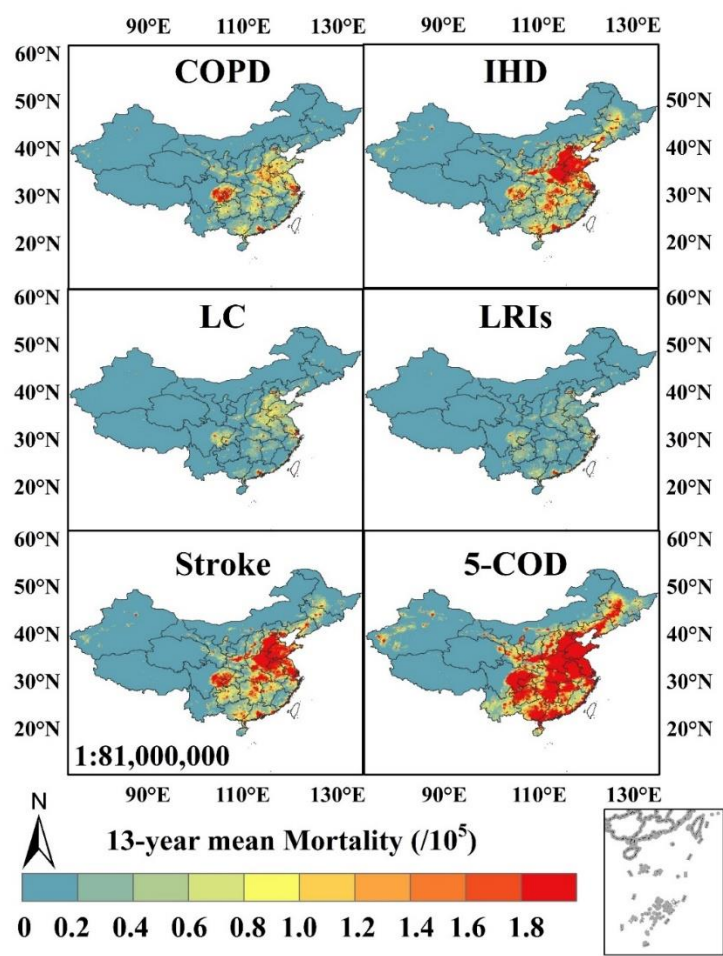 90°E 110°E 130°E 90°E 110°E 130°E
60°N
COPD IHD
50°N 50°N
40°N 40°N
30°N 30°N
20°N 20°N
60°N 60°N
LC LRIs
50°N 50°N
40°N 40°N
30°N 30°N
20°N 20°N
60°N 60°N
Stroke 5-COD
50°N 50°N
40°N 40°N
30°N 30°N
20°N 20°N
1:81,000,000
90°E 110°E 130°E 90°E 110°E 130°E
N
13-year mean Mortality (/10⁵)
0 0.2 0.4 0.6 0.8 1.0 1.2 1.4 1.6 1.8